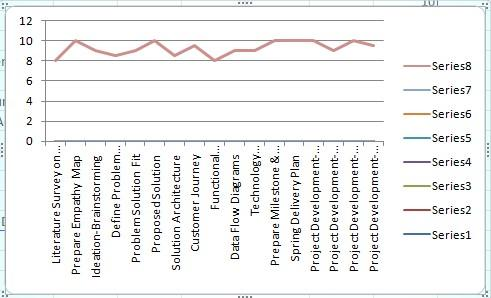 12
10
8
6
4
2
0
Literature Survey on...
Prepare Empathy Map
Ideation-Brainstorming
Define Problem...
Problem Solution Fit
Proposed Solution
Solution Architecture
Customer Journey
Functional...
Data Flow Diagrams
Technology...
Prepare Milestone &...
Spring Delivery Plan
Project Development-...
Project Development-...
Project Development-...
Project Development-...
Series8
Series7
Series6
Series5
Series4
Series3
Series2
Series1